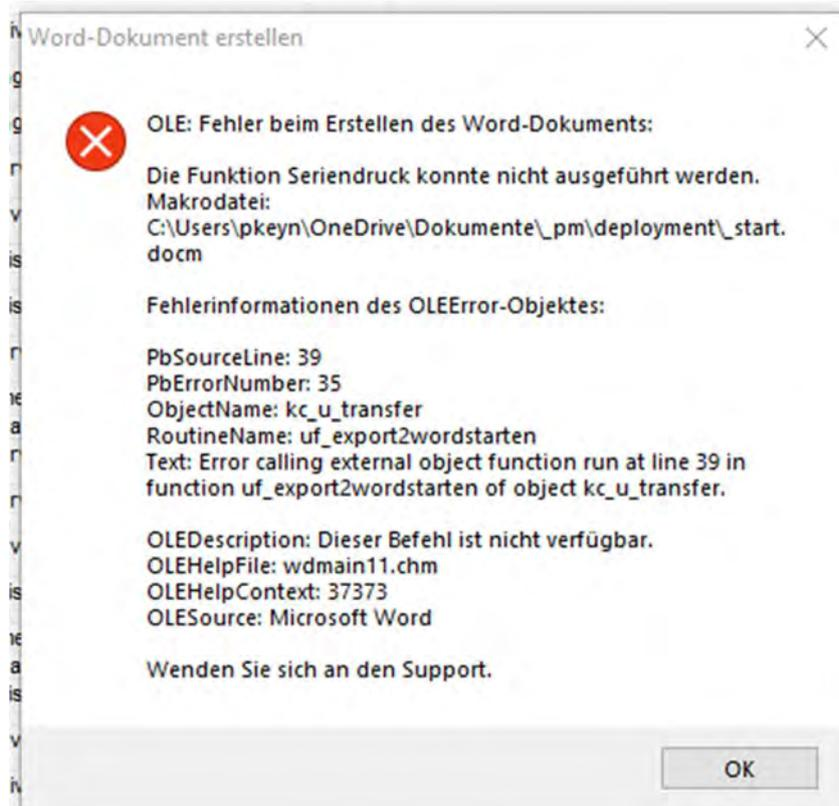 Word-Dokument erstellen
OLE: Fehler beim Erstellen des Word-Dokuments:
Die Funktion Seriendruck konnte nicht ausgeführt werden.
Makrodatei:
C:\Users\pkeyn\OneDrive\Dokumente\_pm\deployment\_start.
docm
Fehlerinformationen des OLEError-Objektes:
PbSourceLine: 39
PbErrorNumber: 35
ObjectName: kc_u_transfer
RoutineName: uf_export2wordstarten
Text: Error calling external object function run at line 39 in
function uf_export2wordstarten of object kc_u_transfer.
OLEDescription: Dieser Befehl ist nicht verfügbar.
OLEHelpFile: wdmain11.chm
OLEHelpContext: 37373
OLESource: Microsoft Word
Wenden Sie sich an den Support.
OK